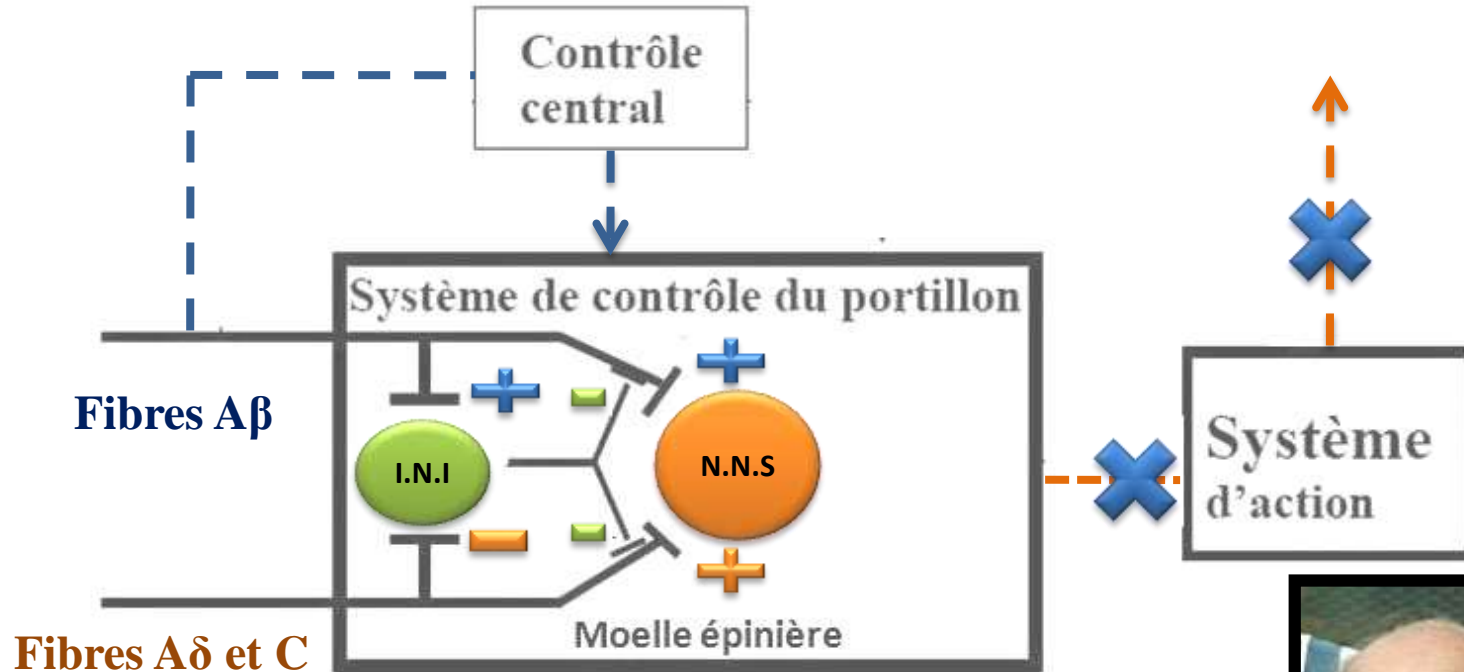 Contrôle
central
Système de contrôle du portillon
Fibres Aβ
I.N.I
N.N.S
Système
d'action
Moelle épinière
Fibres Aδ et C